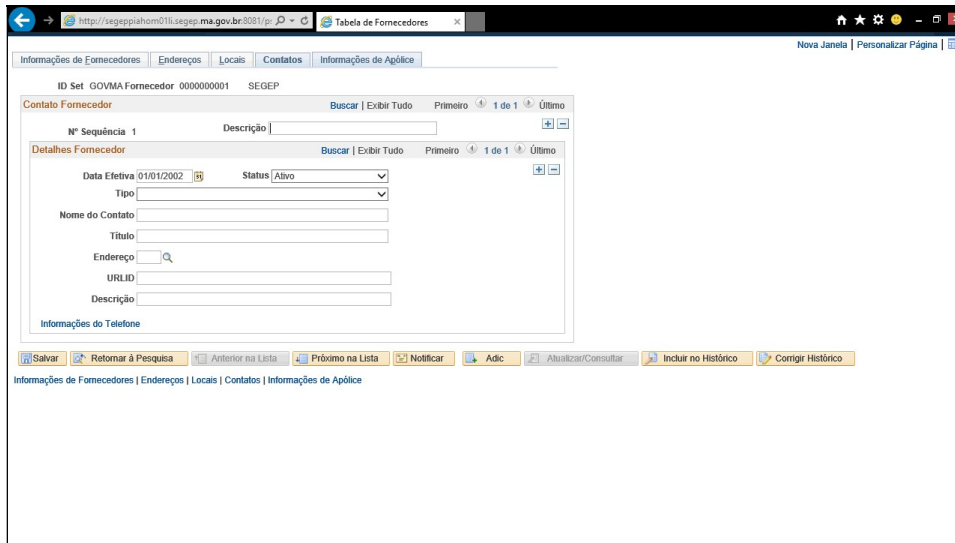 http://segeppiahom01li.segep.ma.gov.br:8081/p: Tabela de Fornecedores
Nova Janela | Personalizar Página |
Informações de Fornecedores Endereços Locais Contatos Informações de Apólice
ID Set GOVMA Fornecedor 0000000001 SEGEP
Contato Fornecedor Buscar | Exibir Tudo Primeiro 1 de 1 Último
Nº Sequência 1 Descrição
Detalhes Fornecedor Buscar | Exibir Tudo Primeiro 1 de 1 Último
Data Efetiva 01/01/2002 Status Ativo
Tipo
Nome do Contato
Título
Endereço
URLID
Descrição
Informações do Telefone
Salvar Retornar à Pesquisa Anterior na Lista Próximo na Lista Notificar Adic Atualizar/Consultar Incluir no Histórico Corrigir Histórico
Informações de Fornecedores | Endereços | Locais | Contatos | Informações de Apólice